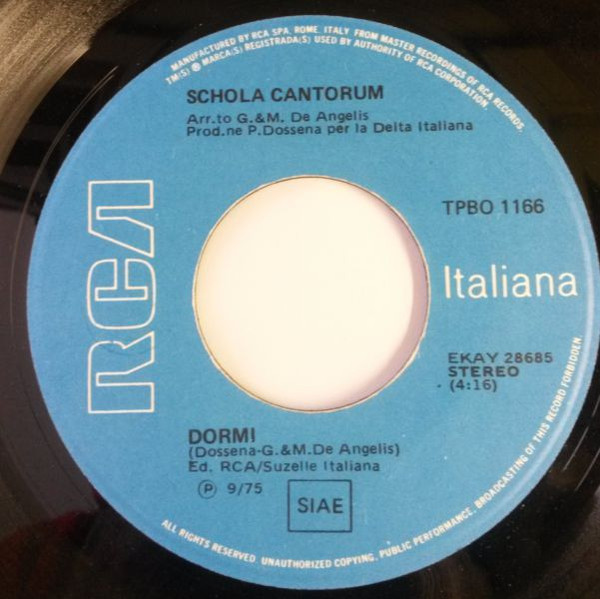 MANUFACTURED BY RCA SPA, ROME, ITALY FROM MASTER RECORDINGS OF RCA RECORDS.
TM(S) ® MARCA(S) REGISTRADA(S) USED BY AUTHORITY OF RCA CORPORATION.
SCHOLA CANTORUM
Arr.to G.&M. De Angelis
Prod.ne P.Dossena per la Delta Italiana
RCA
TPBO 1166
Italiana
EKAY 28685
STEREO
(4:16)
DORMI
(Dossena-G.&M.De Angelis)
Ed. RCA/Suzelle Italiana
Ⓟ 9/75
SIAE
ALL RIGHTS RESERVED. UNAUTHORIZED COPYING, PUBLIC PERFORMANCE, BROADCASTING OF THIS RECORD FORBIDDEN.